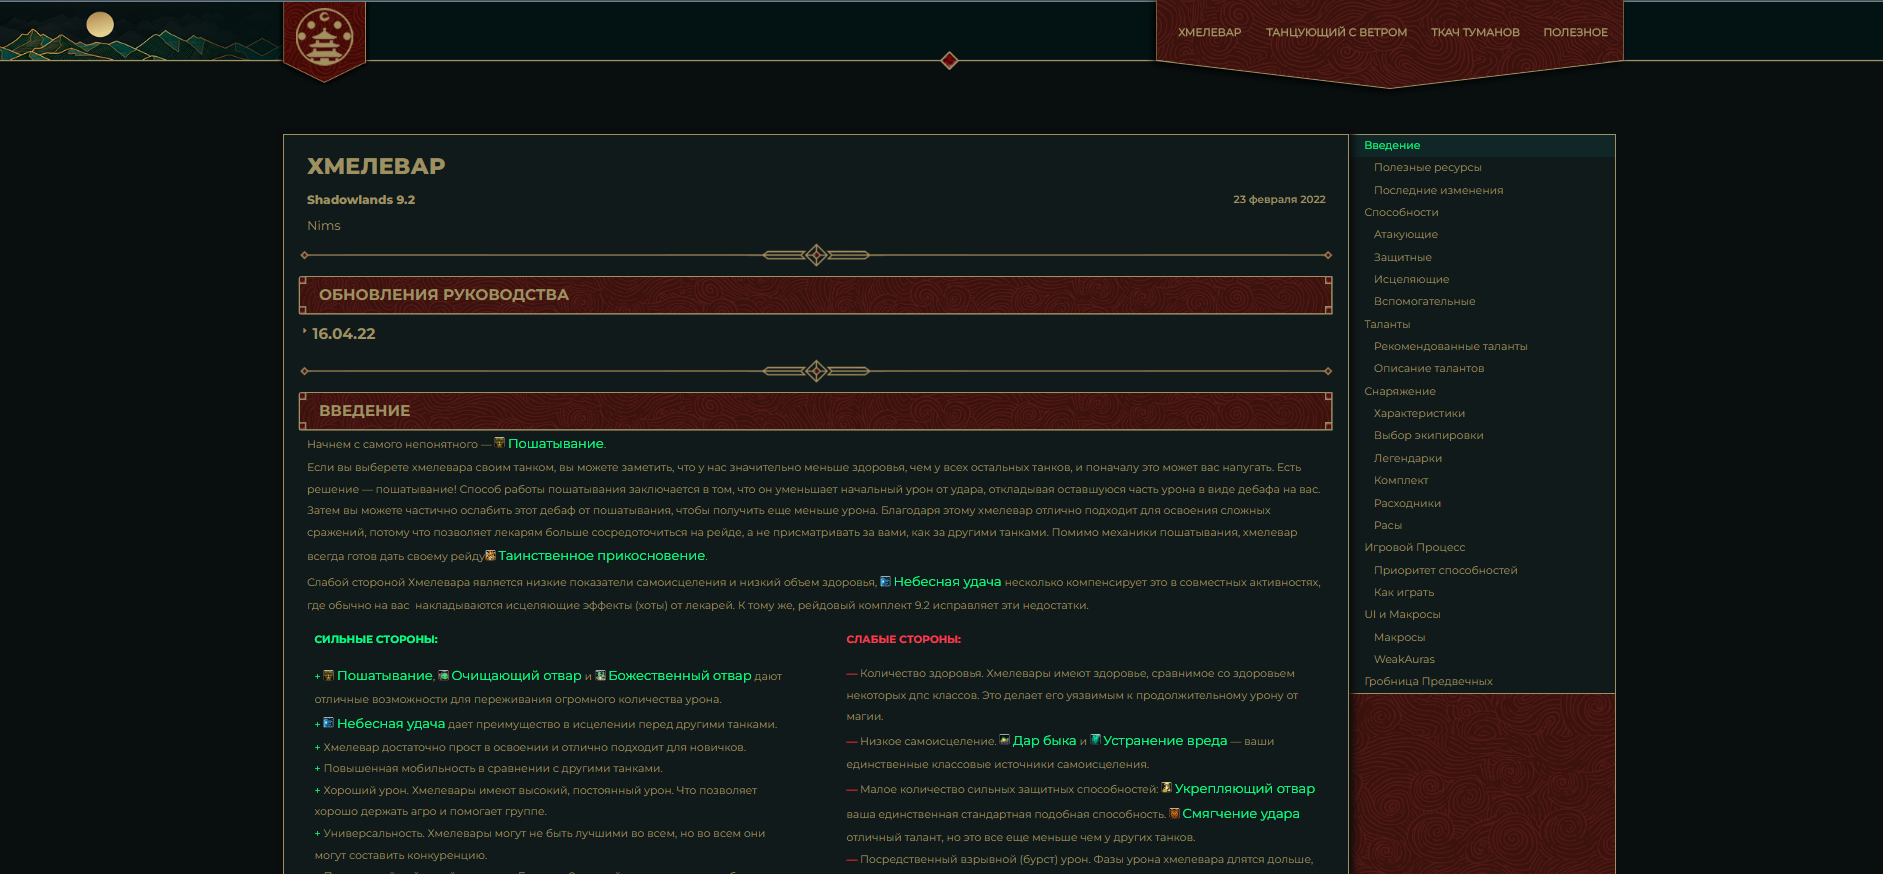 ХМЕЛЕВАР ТАНЦУЮЩИЙ С ВЕТРОМ ТКАЧ ТУМАНОВ ПОЛЕЗНОЕ
ХМЕЛЕВАР
Shadowlands 9.2
23 февраля 2022
Nims
ОБНОВЛЕНИЯ РУКОВОДСТВА
16.04.22
ВВЕДЕНИЕ
Начнем с самого непонятного — Пошатывание.
Если вы выберете хмелевара своим танком, вы можете заметить, что у нас значительно меньше здоровья, чем у всех остальных танков, и поначалу это может вас напугать. Есть
решение — пошатывание! Способ работы пошатывания заключается в том, что он уменьшает начальный урон от удара, откладывая оставшуюся часть урона в виде дебафа на вас.
Затем вы можете частично ослабить этот дебаф от пошатывания, чтобы получить еще меньше урона. Благодаря этому хмелевар отлично подходит для освоения сложных
сражений, потому что позволяет лекарям больше сосредоточиться на рейде, а не присматривать за вами, как за другими танками. Помимо механики пошатывания, хмелевар
всегда готов дать своему рейду Таинственное прикосновение.
Слабой стороной Хмелевара является низкие показатели самоисцеления и низкий объем здоровья, Небесная удача несколько компенсирует это в совместных активностях,
где обычно на вас накладываются исцеляющие эффекты (хоты) от лекарей. К тому же, рейдовый комплект 9.2 исправляет эти недостатки.
СИЛЬНЫЕ СТОРОНЫ:
+ Пошатывание, Очищающий отвар и Божественный отвар дают
отличные возможности для переживания огромного количества урона.
+ Небесная удача дает преимущество в исцелении перед другими танками.
+ Хмелевар достаточно прост в освоении и отлично подходит для новичков.
+ Повышенная мобильность в сравнении с другими танками.
+ Хороший урон. Хмелевары имеют высокий, постоянный урон. Что позволяет
хорошо держать агро и помогает группе.
+ Универсальность. Хмелевары могут не быть лучшими во всем, но во всем они
могут составить конкуренцию.
СЛАБЫЕ СТОРОНЫ:
— Количество здоровья. Хмелевары имеют здоровье, сравнимое со здоровьем
некоторых дпс классов. Это делает его уязвимым к продолжительному урону от
магии.
— Низкое самоисцеление. Дар быка и Устранение вреда — ваши
единственные классовые источники самоисцеления.
— Малое количество сильных защитных способностей: Укрепляющий отвар
ваша единственная стандартная подобная способность. Смягчение удара
отличный талант, но это все еще меньше чем у других танков.
— Посредственный взрывной (бурст) урон. Фазы урона хмелевара длятся дольше,
Введение
Полезные ресурсы
Последние изменения
Способности
Атакующие
Защитные
Исцеляющие
Вспомогательные
Таланты
Рекомендованные таланты
Описание талантов
Снаряжение
Характеристики
Выбор экипировки
Легендарки
Комплект
Расходники
Расы
Игровой Процесс
Приоритет способностей
Как играть
UI и Макросы
Макросы
WeakAuras
Гробница Предвечных